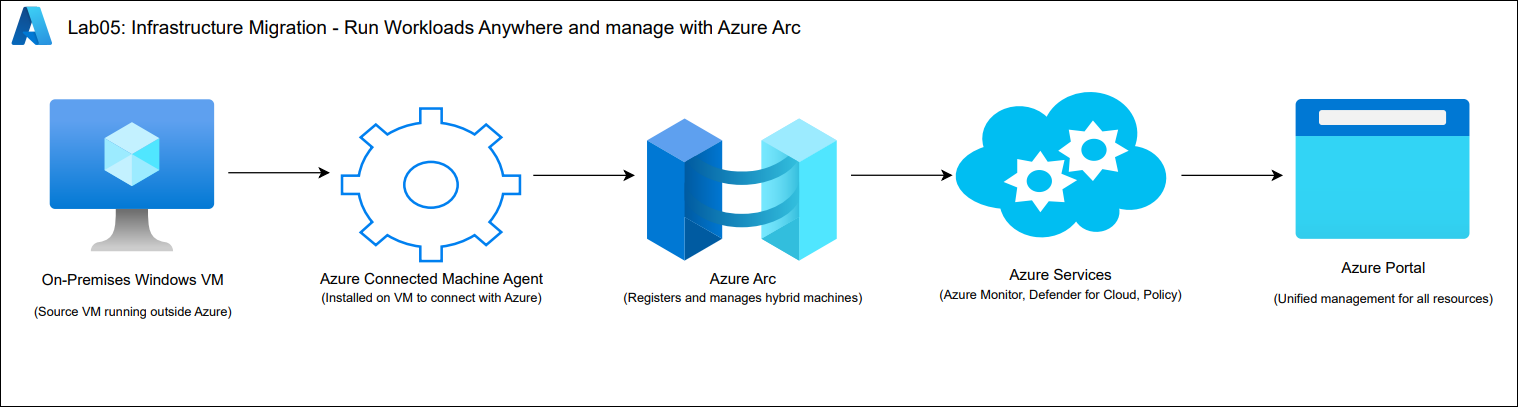 Lab05: Infrastructure Migration - Run Workloads Anywhere and manage with Azure Arc
On-Premises Windows VM
(Source VM running outside Azure)
Azure Connected Machine Agent
(Installed on VM to connect with Azure)
Azure Arc
(Registers and manages hybrid machines)
Azure Services
(Azure Monitor, Defender for Cloud, Policy)
Azure Portal
(Unified management for all resources)